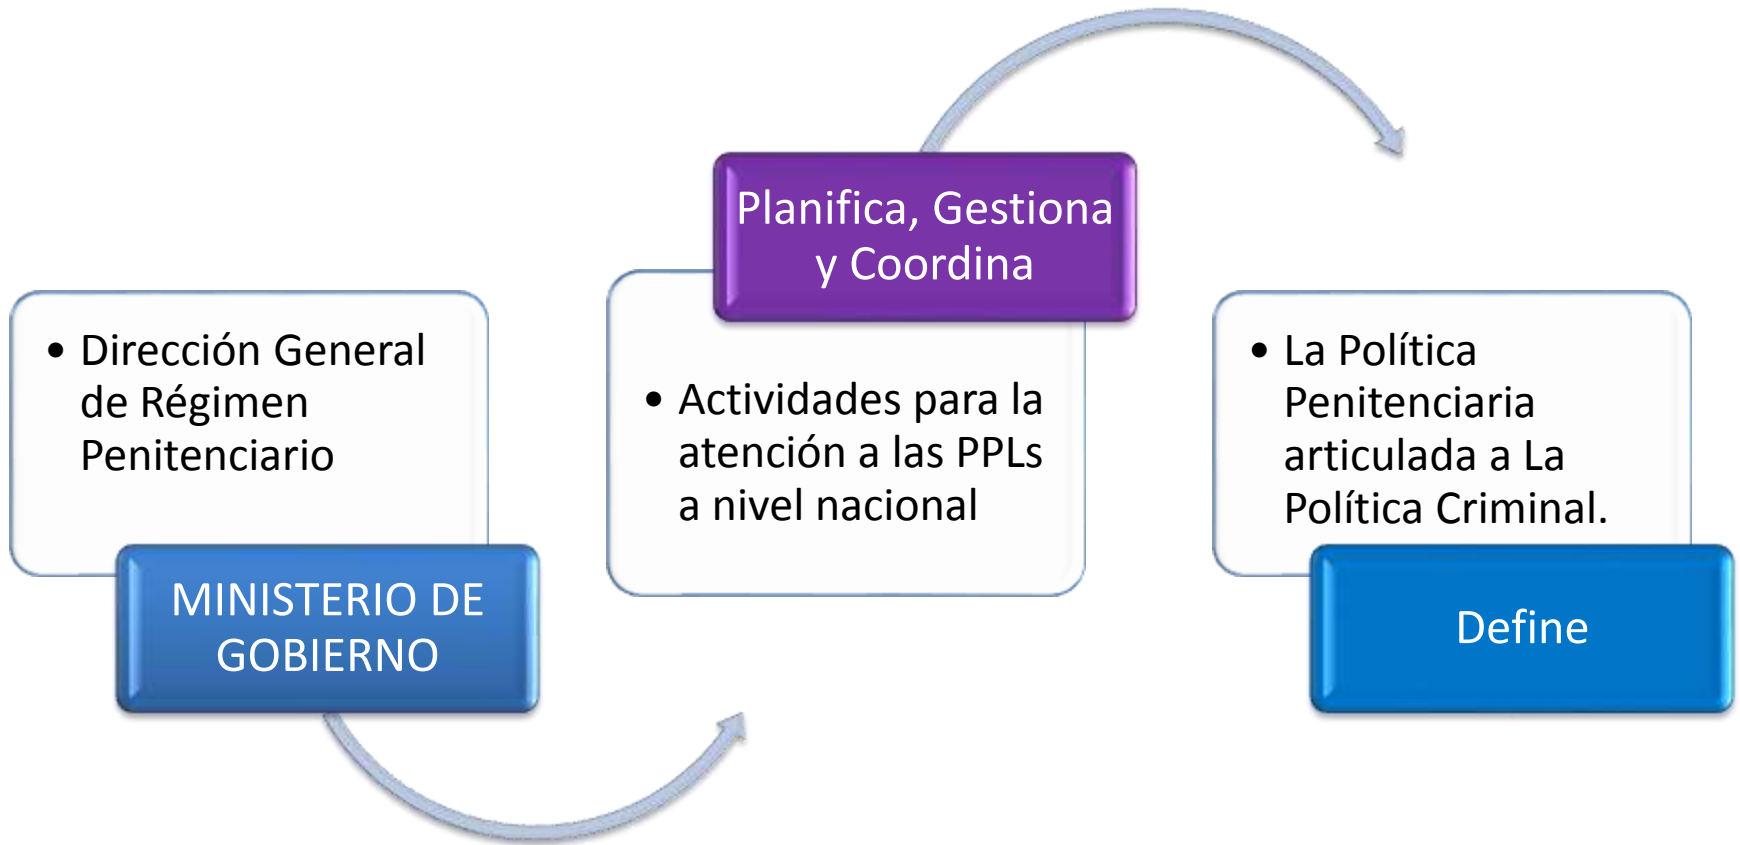 • Dirección General
de Régimen
Penitenciario
MINISTERIO DE
GOBIERNO
Planifica, Gestiona
y Coordina
• Actividades para la
atención a las PPLs
a nivel nacional
• La Política
Penitenciaria
articulada a La
Política Criminal.
Define